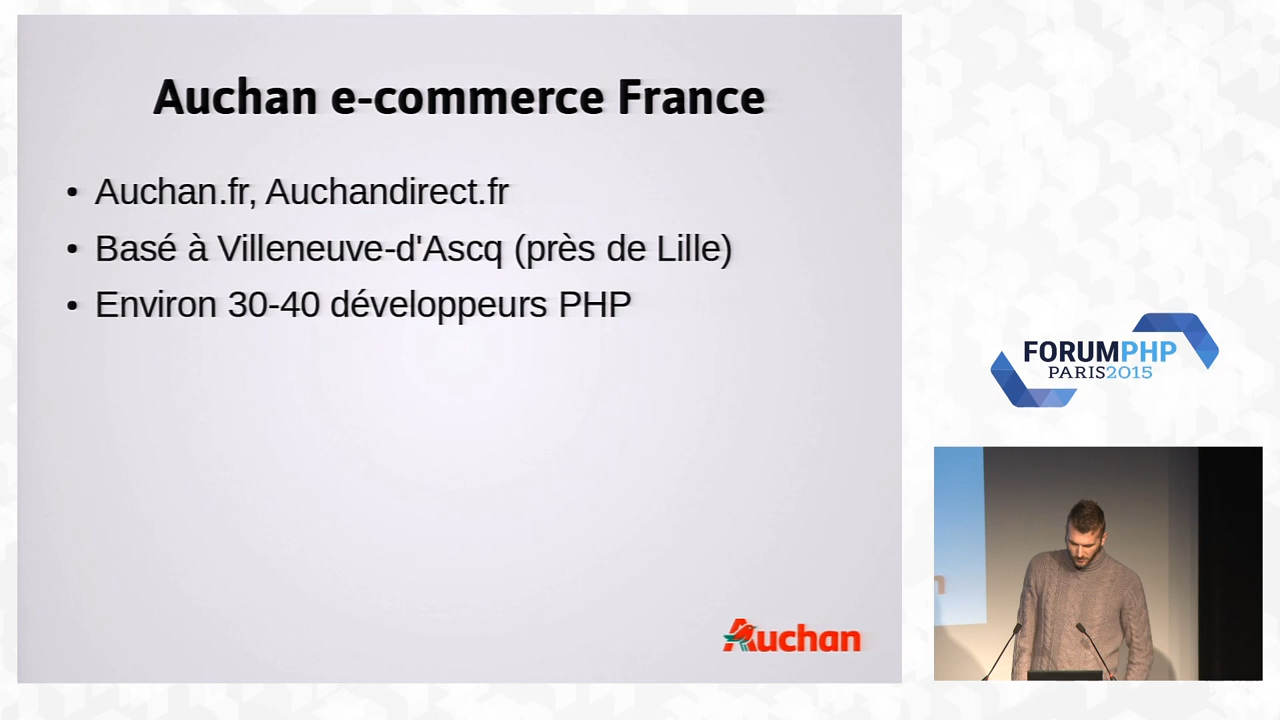 Auchan e-commerce France
• Auchan.fr, Auchandirect.fr
• Basé à Villeneuve-d'Ascq (près de Lille)
• Environ 30-40 développeurs PHP
Auchan
FORUMPHP
PARIS2015